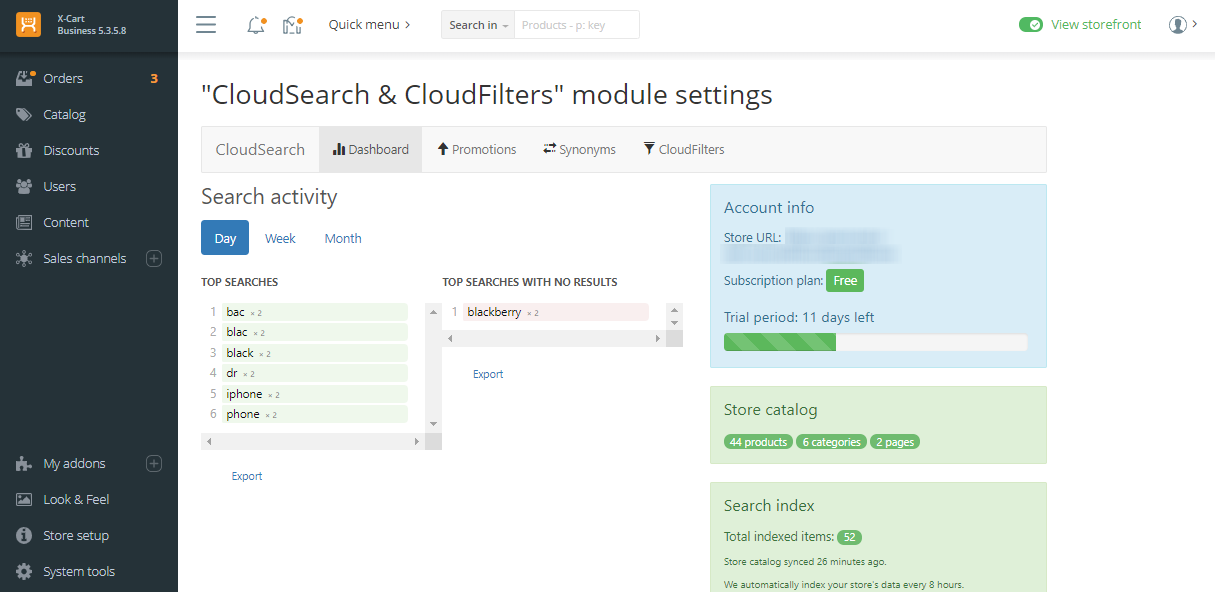 X-Cart
Business 5.3.5.8
Quick menu
Search in
Products - p: key
View storefront
Orders 3
Catalog
Discounts
Users
Content
Sales channels
My addons
Look & Feel
Store setup
System tools
"CloudSearch & CloudFilters" module settings
CloudSearch Dashboard Promotions Synonyms CloudFilters
Search activity
Day Week Month
TOP SEARCHES
1 bac × 2
2 blac × 2
3 black × 2
4 dr × 2
5 iphone × 2
6 phone × 2
Export
TOP SEARCHES WITH NO RESULTS
1 blackberry × 2
Export
Account info
Store URL:
Subscription plan: Free
Trial period: 11 days left
Store catalog
44 products 6 categories 2 pages
Search index
Total indexed items: 52
Store catalog synced 26 minutes ago.
We automatically index your store's data every 8 hours.